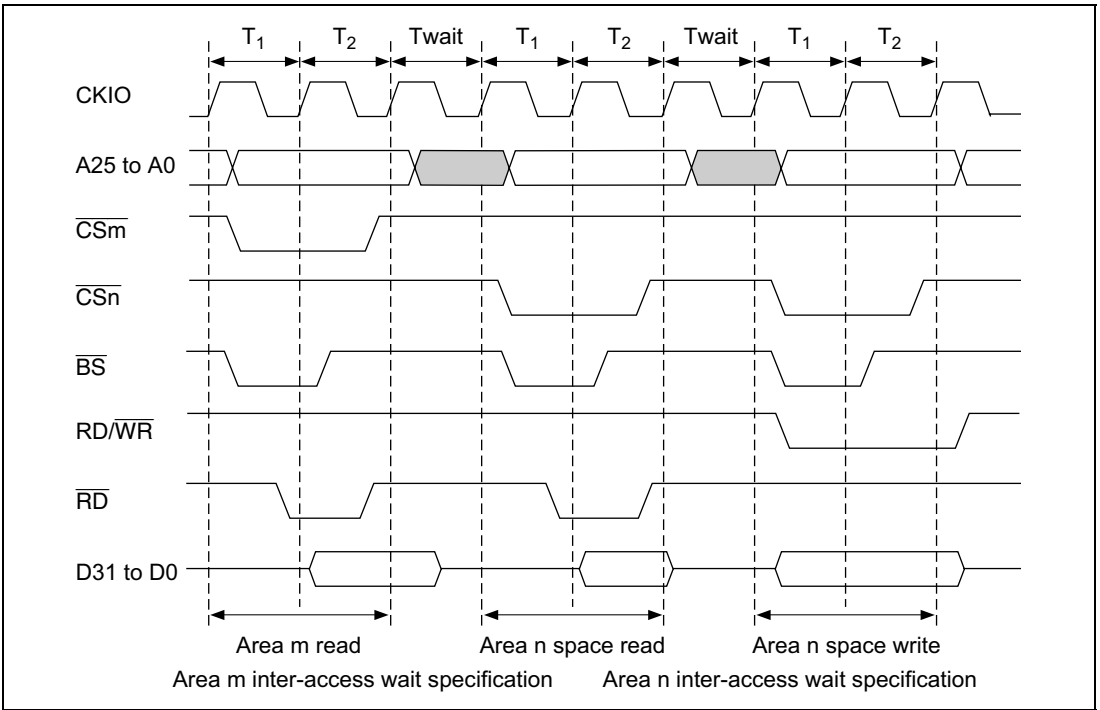 T1 T2 Twait T1 T2 Twait T1 T2
CKIO
A25 to A0
CSm
CSn
BS
RD/WR
RD
D31 to D0
Area m read Area n space read Area n space write
Area m inter-access wait specification Area n inter-access wait specification